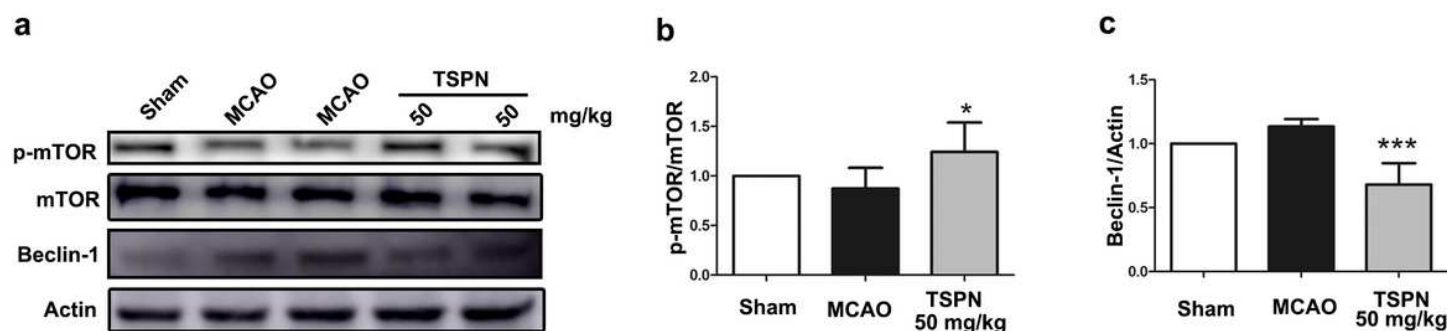 a
Sham
MCAO
MCAO
TSPN
50
50
mg/kg
p-mTOR
mTOR
Beclin-1
Actin
b
p-mTOR/mTOR
2.0
1.5
1.0
0.5
0.0
*
Sham
MCAO
TSPN
50 mg/kg
c
Beclin-1/Actin
1.5
1.0
0.5
0.0
***
Sham
MCAO
TSPN
50 mg/kg